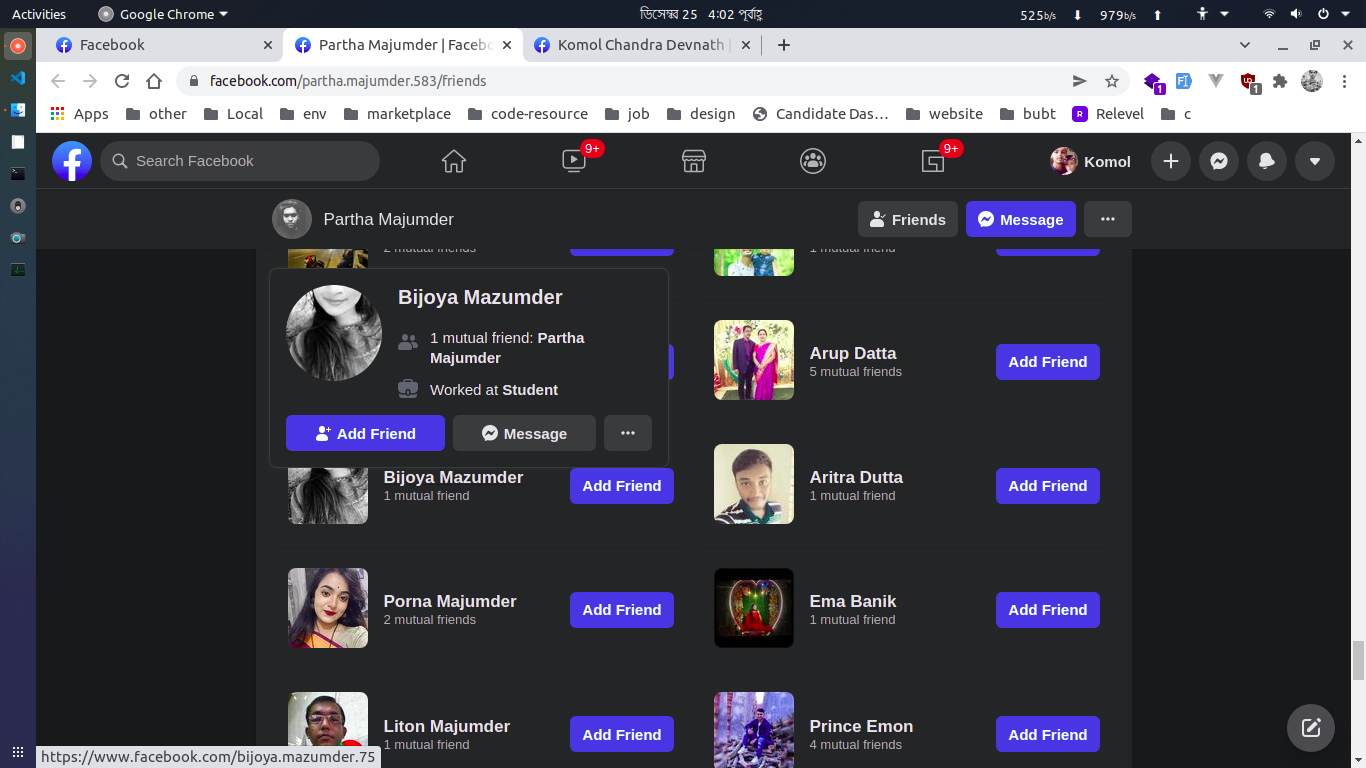 Activities
Google Chrome
ডিসেম্বর 25 4:02 পূর্বাহ্ণ
525b/s
979b/s
Facebook
Partha Majumder | Facebo
Komol Chandra Devnath |
facebook.com/partha.majumder.583/friends
1
1
Apps
other
Local
env
marketplace
code-resource
job
design
Candidate Das…
website
bubt
R Relevel
c
Search Facebook
9+
9+
Komol
Partha Majumder
Friends
Message
2 mutual friends
1 mutual friend
Bijoya Mazumder
1 mutual friend: Partha
Majumder
Worked at Student
Add Friend
Message
Arup Datta
5 mutual friends
Add Friend
Bijoya Mazumder
1 mutual friend
Add Friend
Aritra Dutta
1 mutual friend
Add Friend
Porna Majumder
2 mutual friends
Add Friend
Ema Banik
1 mutual friend
Add Friend
Liton Majumder
1 mutual friend
Add Friend
Prince Emon
4 mutual friends
Add Friend
https://www.facebook.com/bijoya.mazumder.75